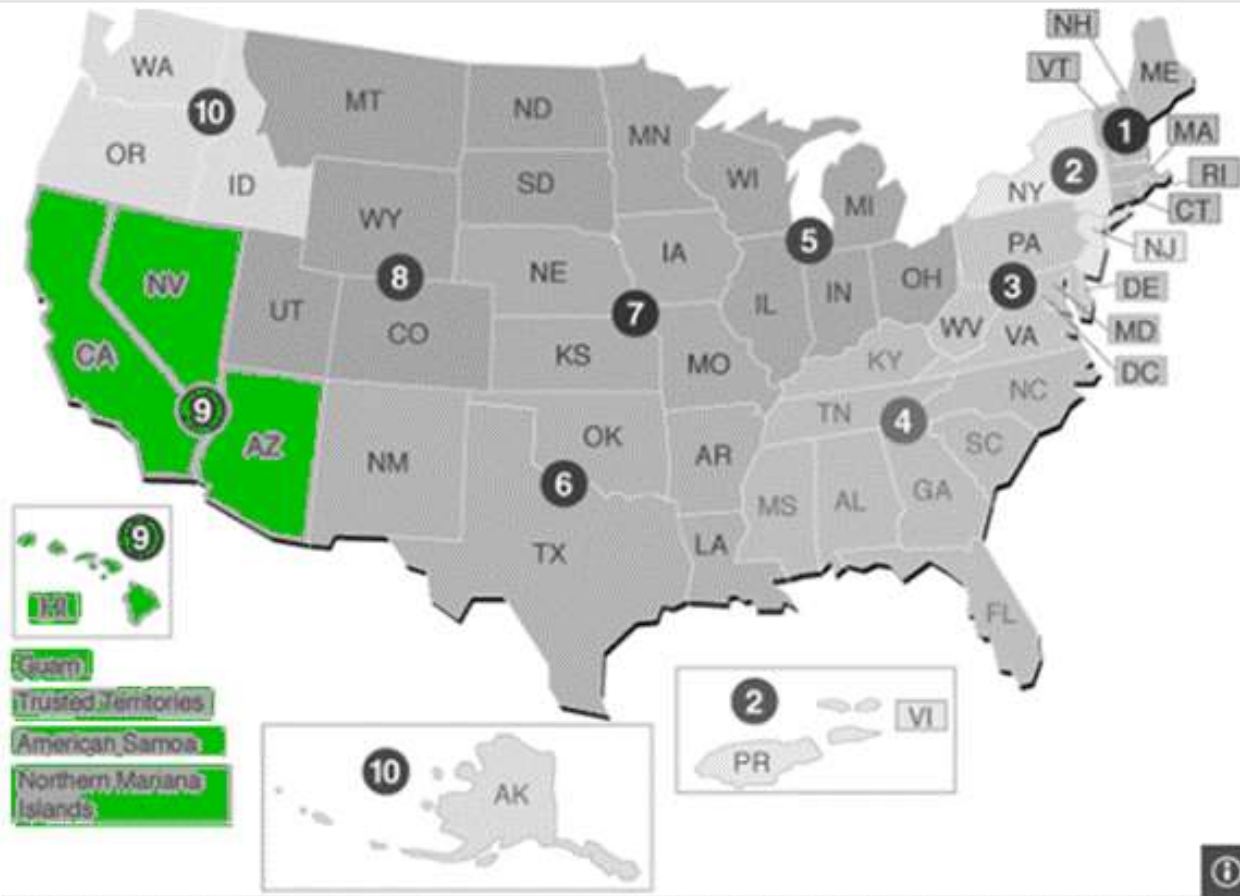 NH
VT
ME
WA
MT
ND
MN
10
1
MA
OR
ID
SD
WI
MI
NY
2
RI
CT
WY
5
PA
NJ
NV
8
NE
IA
OH
3
DE
UT
CO
7
IL
IN
WV
VA
MD
CA
KS
MO
KY
DC
9
NC
AZ
NM
OK
AR
TN
4
SC
6
MS
AL
GA
9
TX
LA
HI
FL
Guam
Trusted Territories
American Samoa
Northern Mariana
Islands
2
VI
PR
10
AK